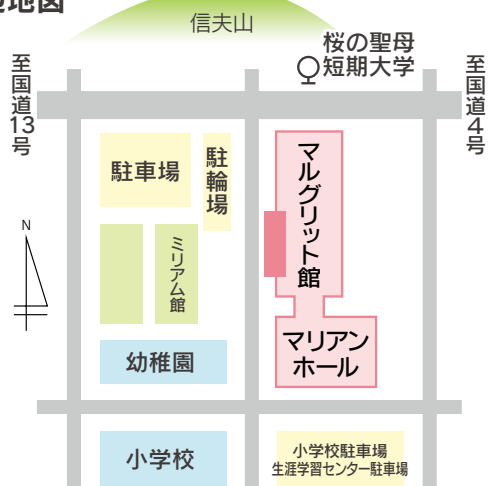 辺地図
信夫山
桜の聖母
短期大学
至国道13号
至国道4号
駐車場
駐輪場
マルグリット館
N
ミリアム館
マリアン
ホール
幼稚園
小学校
小学校駐車場
生涯学習センター駐車場